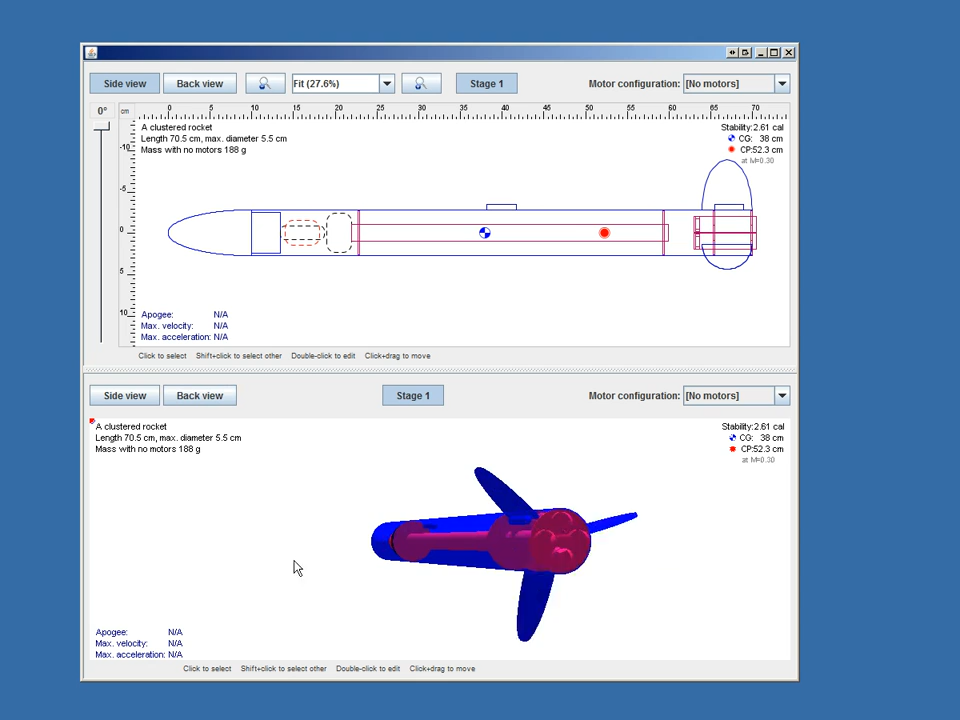 Side view Back view Fit (27.6%) Stage 1 Motor configuration: [No motors]
0° cm 0 5 10 15 20 25 30 35 40 45 50 55 60 65 70
A clustered rocket Stability:2.61 cal
Length 70.5 cm, max. diameter 5.5 cm CG: 38 cm
Mass with no motors 188 g CP:52.3 cm
at M=0.30
-10
-5
0
5
10
Apogee: N/A
Max. velocity: N/A
Max. acceleration: N/A
Click to select Shift+click to select other Double-click to edit Click+drag to move
Side view Back view Stage 1 Motor configuration: [No motors]
A clustered rocket Stability:2.61 cal
Length 70.5 cm, max. diameter 5.5 cm CG: 38 cm
Mass with no motors 188 g CP:52.3 cm
at M=0.30
Apogee: N/A
Max. velocity: N/A
Max. acceleration: N/A
Click to select Shift+click to select other Double-click to edit Click+drag to move